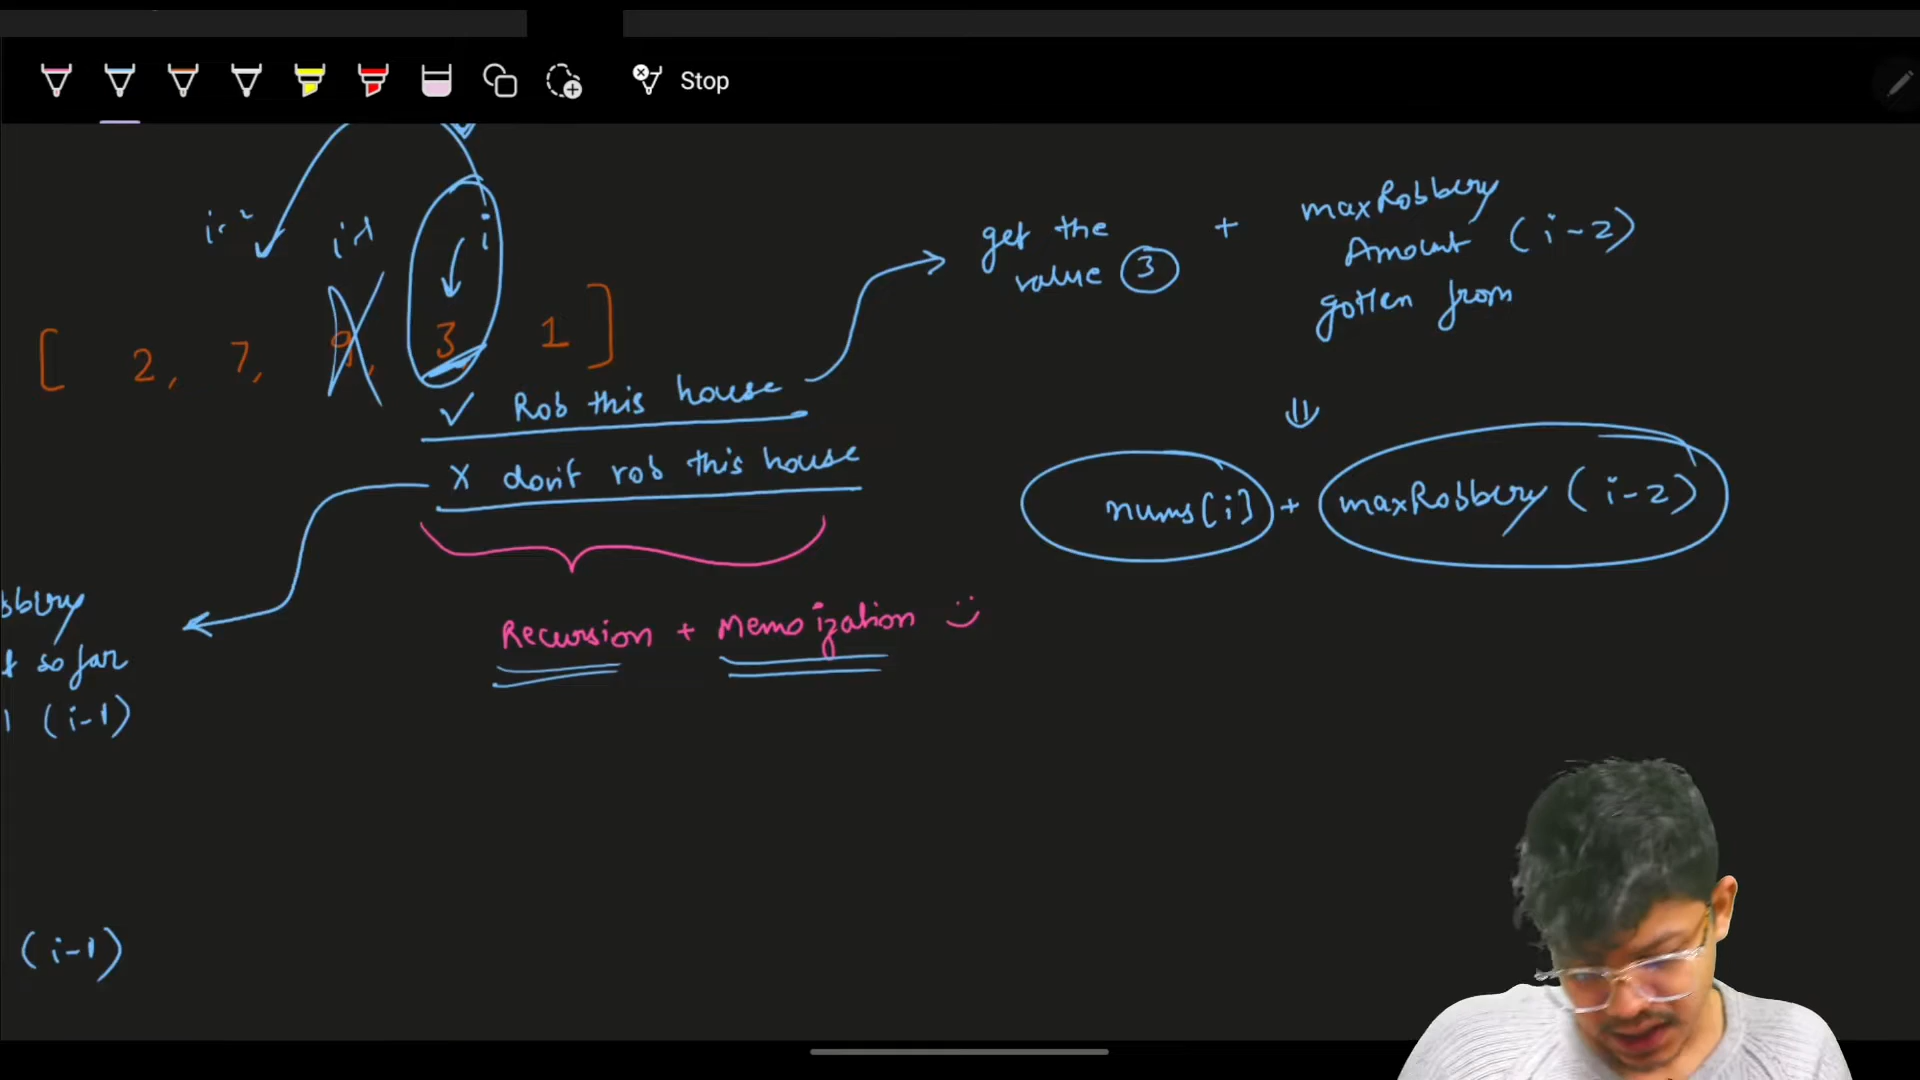 Stop
i-2
i-1
i
[ 2, 7, 9, 3 1 ]
✓ Rob this house
X don't rob this house
get the
value 3
+
maxRobbery
Amount (i-2)
gotten from
⇓
nums[i] + maxRobbery (i-2)
Recursion + Memoization :)
so far
(i-1)
(i-1)